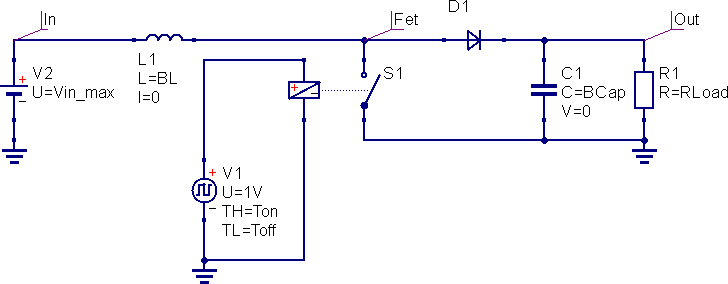 In
Fet
D1
Out
V2
U=Vin_max
L1
L=BL
I=0
S1
C1
C=BCap
V=0
R1
R=RLoad
V1
U=1V
TH=Ton
TL=Toff